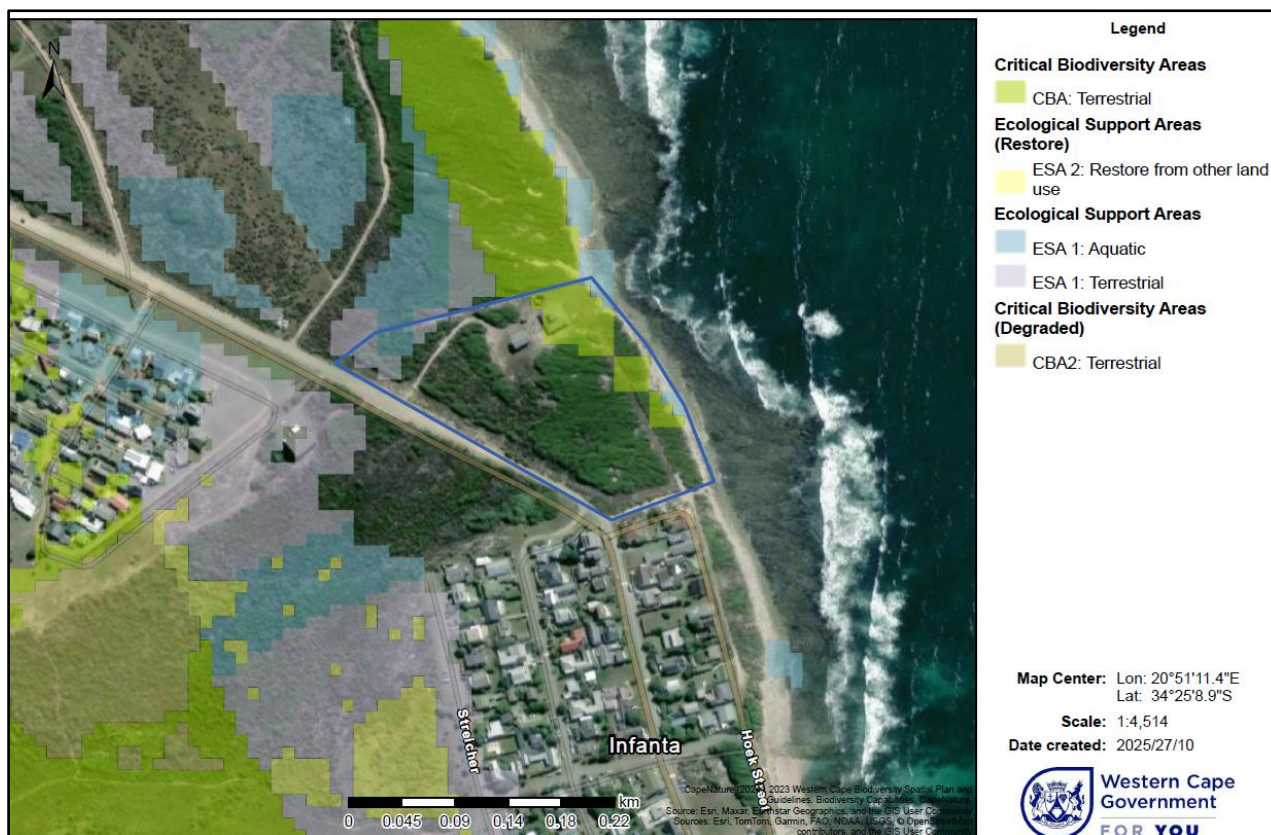 N
Streicher
Infanta
Hoek Street
km
0 0.045 0.09 0.14 0.18 0.22
CapeNature 2023 Western Cape Biodiversity Spatial Plan and
Guidelines. Biodiversity Capabilities, CapeNature.
Source: Esri, Maxar, Earthstar Geographics, and the GIS User Community
Sources: Esri, TomTom, Garmin, FAO, NOAA, USGS, © OpenStreetMap
contributors, and the GIS User Community
Legend
Critical Biodiversity Areas
CBA: Terrestrial
Ecological Support Areas
(Restore)
ESA 2: Restore from other land
use
Ecological Support Areas
ESA 1: Aquatic
ESA 1: Terrestrial
Critical Biodiversity Areas
(Degraded)
CBA2: Terrestrial
Map Center: Lon: 20°51'11.4"E
Lat: 34°25'8.9"S
Scale: 1:4,514
Date created: 2025/27/10
Western Cape
Government
FOR YOU